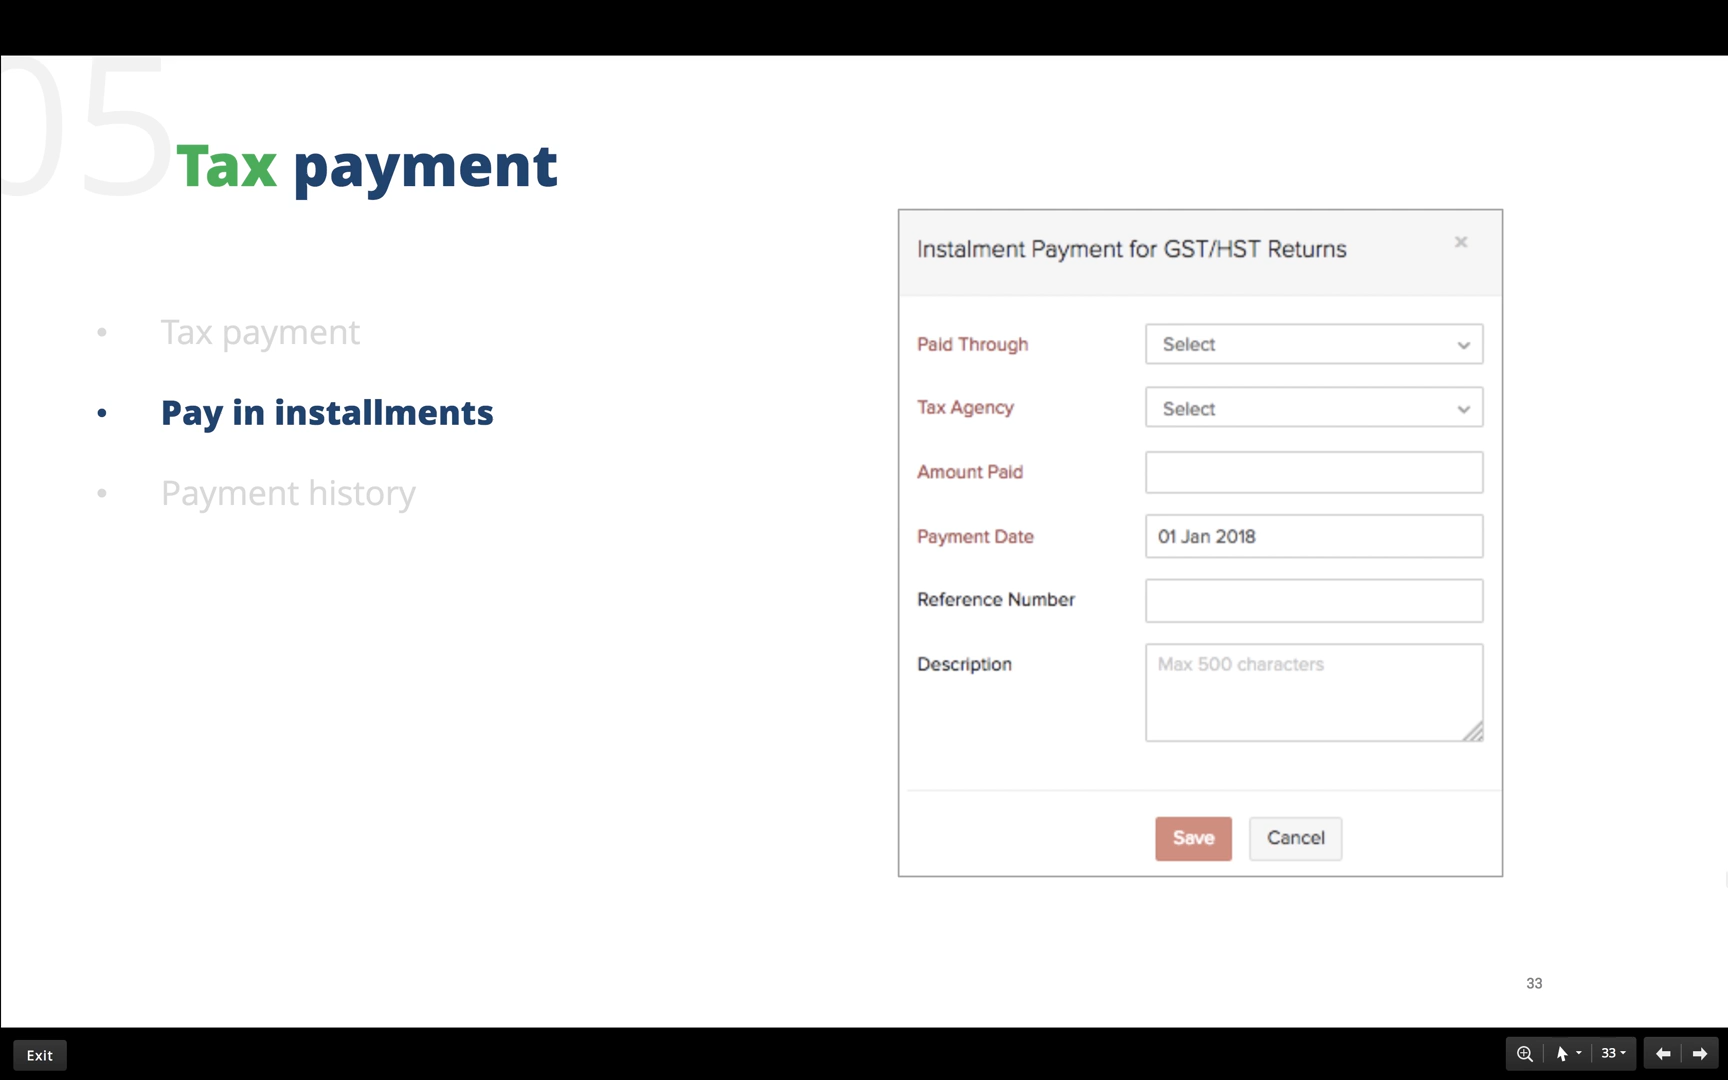 05
Tax payment
• Tax payment
• Pay in installments
• Payment history
Instalment Payment for GST/HST Returns ×
Paid Through Select
Tax Agency Select
Amount Paid
Payment Date 01 Jan 2018
Reference Number
Description Max 500 characters
Save Cancel
33
Exit 33